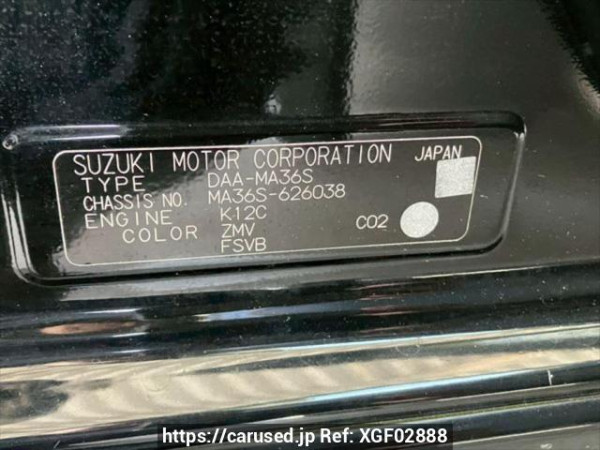 SUZUKI MOTOR CORPORATION JAPAN
TYPE DAA-MA36S
CHASSIS NO. MA36S-626038
ENGINE K12C
COLOR ZMV CO2
FSVB
https://carused.jp Ref: XGF02888